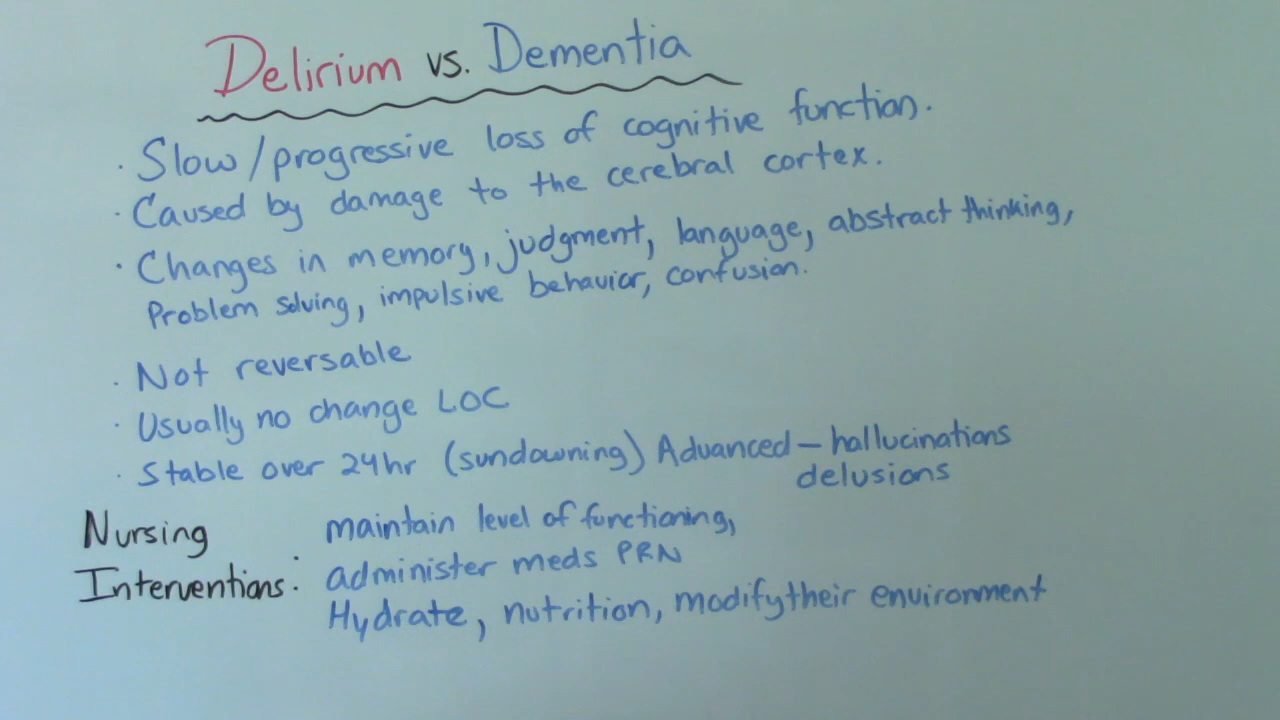 Delirium vs. Dementia
· Slow/progressive loss of cognitive function.
· Caused by damage to the cerebral cortex.
· Changes in memory, judgment, language, abstract thinking,
Problem solving, impulsive behavior, confusion.
· Not reversable
· Usually no change LOC
· Stable over 24hr (sundowning) Advanced – hallucinations
delusions
Nursing Interventions:
maintain level of functioning,
administer meds PRN
Hydrate, nutrition, modify their environment